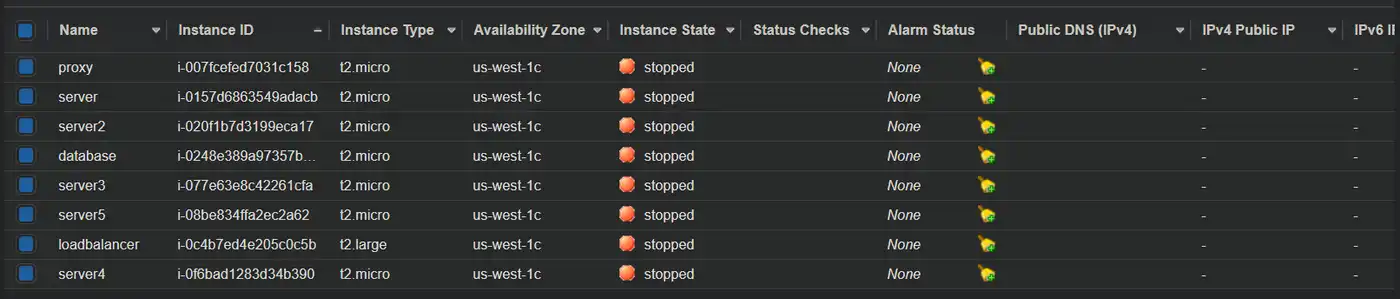 Name Instance ID Instance Type Availability Zone Instance State Status Checks Alarm Status Public DNS (IPv4) IPv4 Public IP
proxy i-007fcefed7031c158 t2.micro us-west-1c stopped None - -
server i-0157d6863549adacb t2.micro us-west-1c stopped None - -
server2 i-020f1b7d3199eca17 t2.micro us-west-1c stopped None - -
database i-0248e389a97357b... t2.micro us-west-1c stopped None - -
server3 i-077e63e8c42261cfa t2.micro us-west-1c stopped None - -
server5 i-08be834ffa2ec2a62 t2.micro us-west-1c stopped None - -
loadbalancer i-0c4b7ed4e205c0c5b t2.large us-west-1c stopped None - -
server4 i-0f6bad1283d34b390 t2.micro us-west-1c stopped None - -